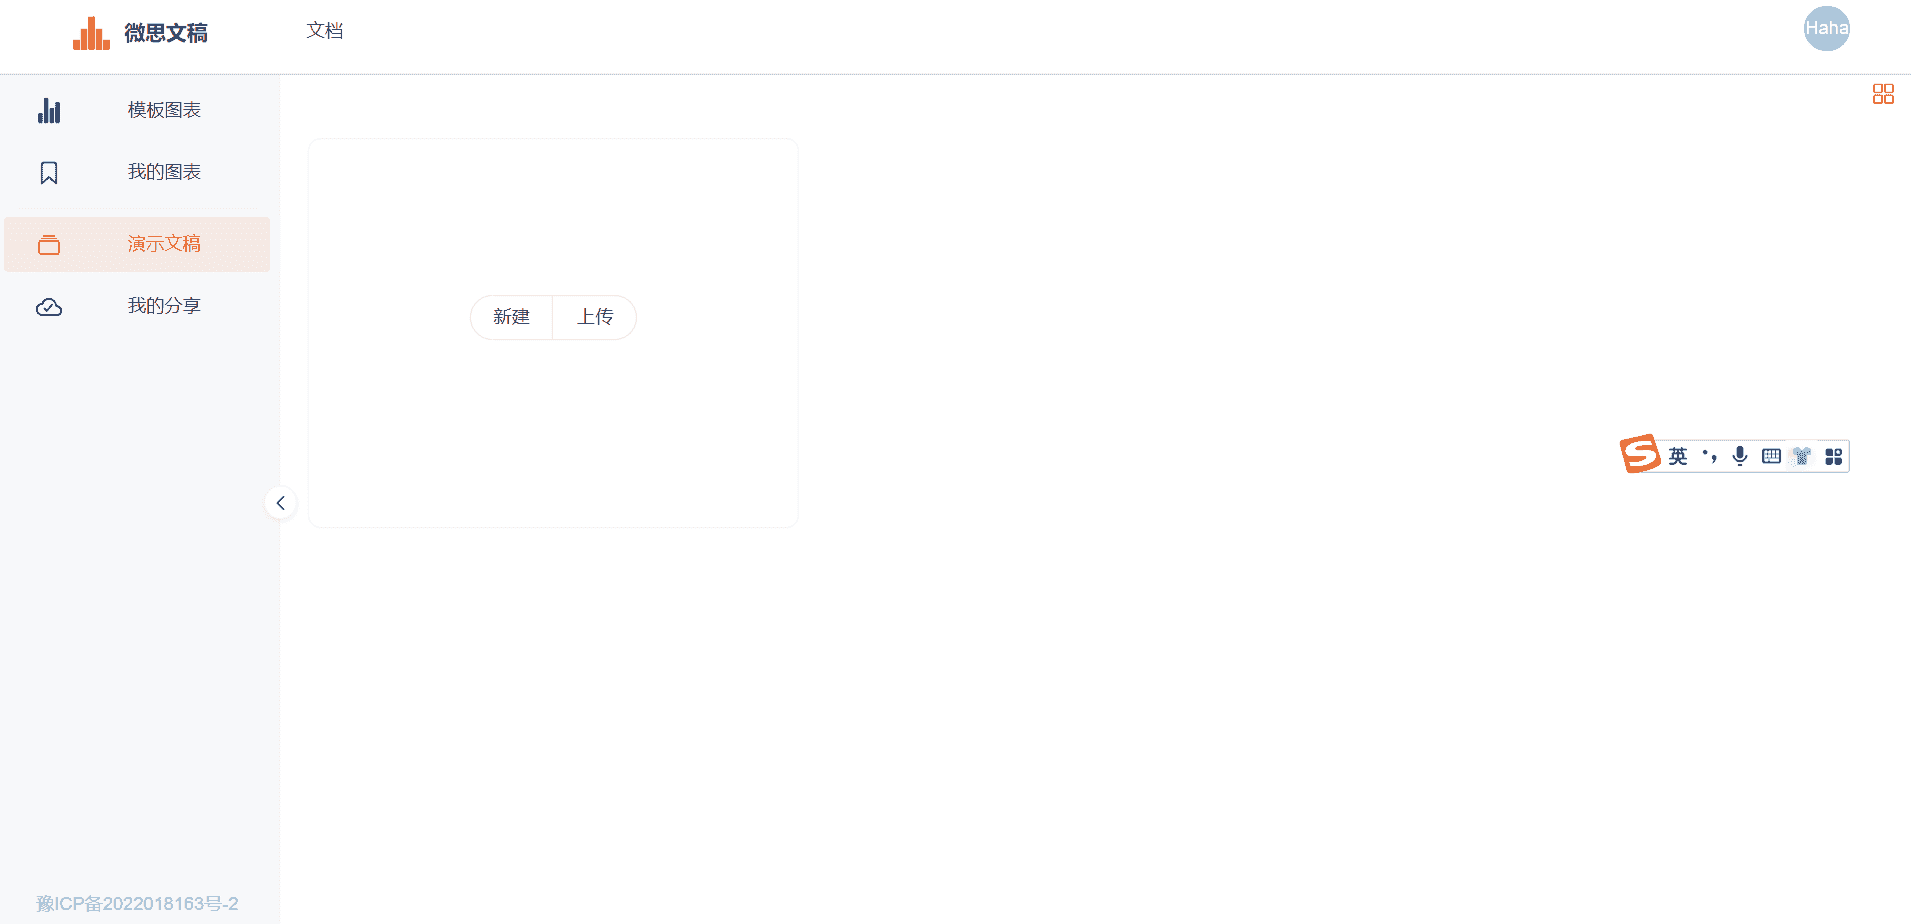 微思文稿
文档
Haha
模板图表
我的图表
演示文稿
我的分享
新建
上传
英
豫ICP备2022018163号-2